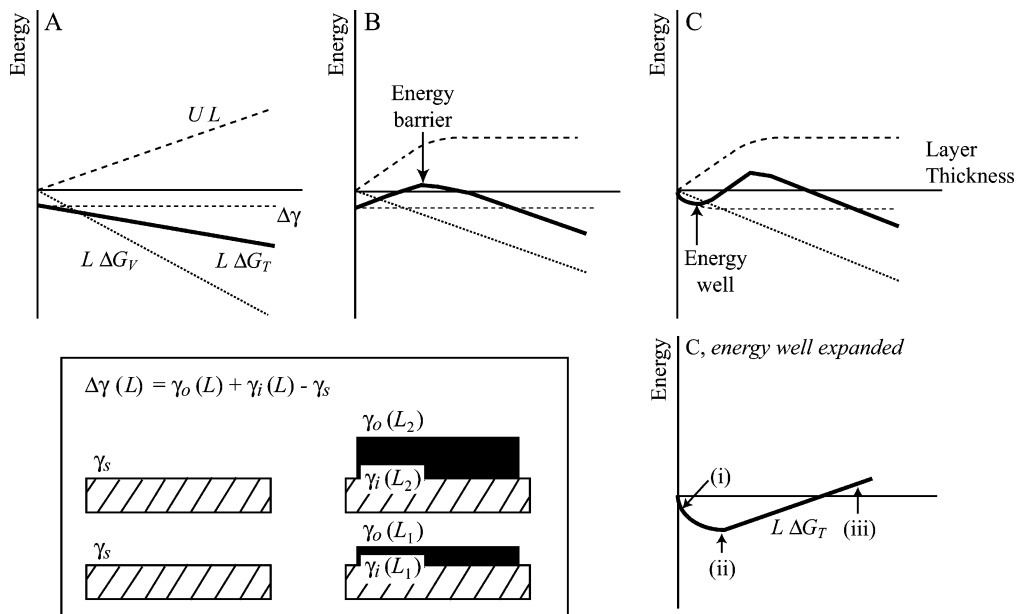 A
Energy
U L
Δγ
L ΔG_V
L ΔG_T
B
Energy
Energy
barrier
C
Energy
Layer
Thickness
Energy
well
Δγ (L) = γ_o (L) + γ_i (L) - γ_s
γ_s
γ_o (L_2)
γ_i (L_2)
γ_s
γ_o (L_1)
γ_i (L_1)
C, energy well expanded
Energy
(i)
L ΔG_T
(iii)
(ii)